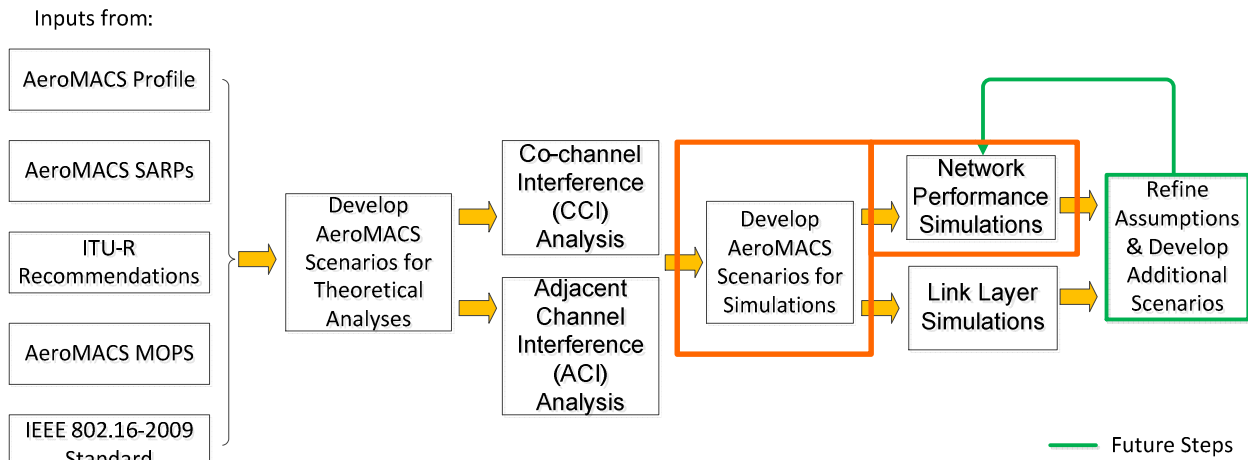 Inputs from:
AeroMACS Profile
AeroMACS SARPs
ITU-R
Recommendations
AeroMACS MOPS
IEEE 802.16-2009
Standard
Develop
AeroMACS
Scenarios for
Theoretical
Analyses
Co-channel
Interference
(CCI)
Analysis
Adjacent
Channel
Interference
(ACI)
Analysis
Develop
AeroMACS
Scenarios for
Simulations
Network
Performance
Simulations
Link Layer
Simulations
Refine
Assumptions
& Develop
Additional
Scenarios
Future Steps